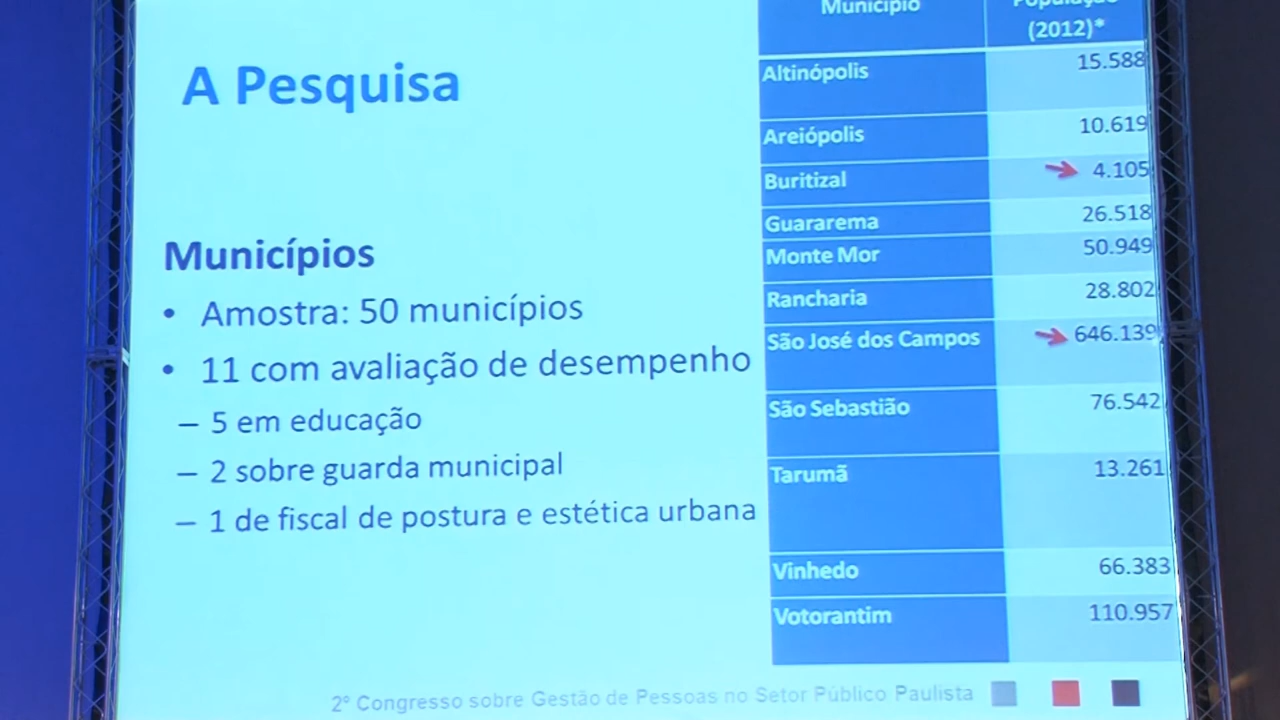 A Pesquisa
Municípios
• Amostra: 50 municípios
• 11 com avaliação de desempenho
– 5 em educação
– 2 sobre guarda municipal
– 1 de fiscal de postura e estética urbana
Município População
(2012)*
Altinópolis 15.588
Areiópolis 10.619
Buritizal 4.105
Guararema 26.518
Monte Mor 50.949
Rancharia 28.802
São José dos Campos 646.139
São Sebastião 76.542
Tarumã 13.261
Vinhedo 66.383
Votorantim 110.957
2º Congresso sobre Gestão de Pessoas no Setor Público Paulista